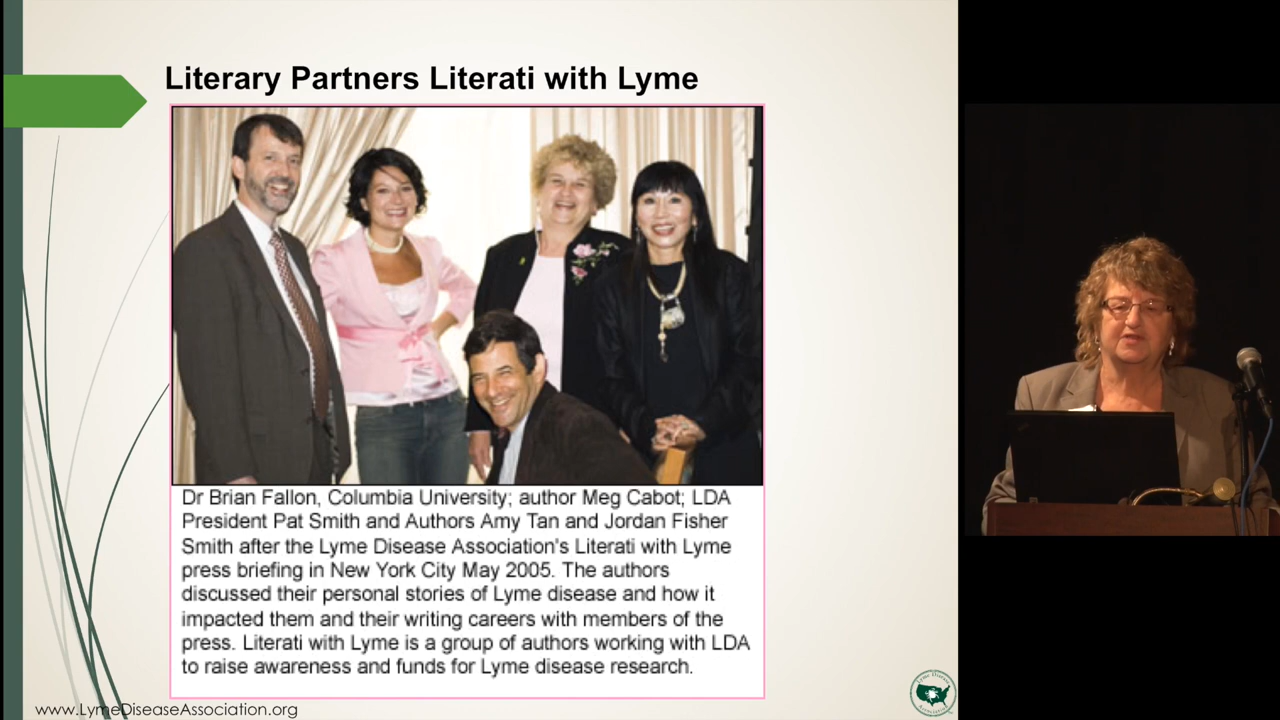 Literary Partners Literati with Lyme
Dr Brian Fallon, Columbia University; author Meg Cabot; LDA
President Pat Smith and Authors Amy Tan and Jordan Fisher
Smith after the Lyme Disease Association's Literati with Lyme
press briefing in New York City May 2005. The authors
discussed their personal stories of Lyme disease and how it
impacted them and their writing careers with members of the
press. Literati with Lyme is a group of authors working with LDA
to raise awareness and funds for Lyme disease research.
www.LymeDiseaseAssociation.org
Lyme Disease
Association